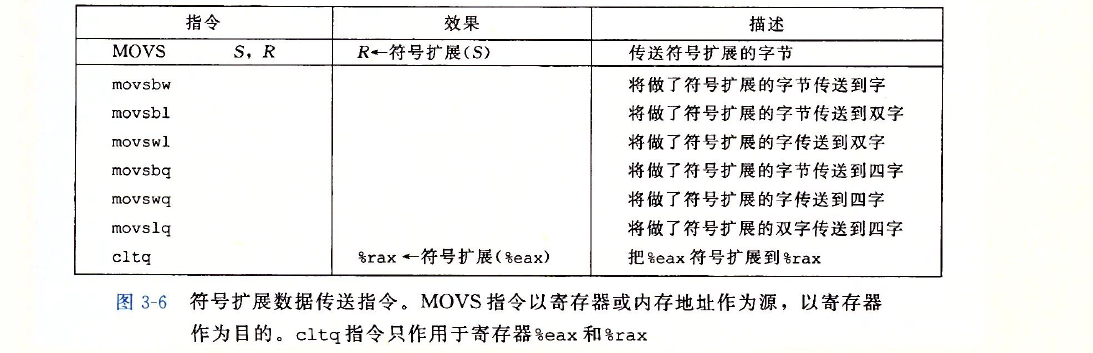 指令 效果 描述
MOVS S, R R←符号扩展(S) 传送符号扩展的字节
movsbw 将做了符号扩展的字节传送到字
movsbl 将做了符号扩展的字节传送到双字
movswl 将做了符号扩展的字传送到双字
movsbq 将做了符号扩展的字节传送到四字
movswq 将做了符号扩展的字传送到四字
movslq 将做了符号扩展的双字传送到四字
cltq %rax←符号扩展(%eax) 把%eax符号扩展到%rax
图 3-6 符号扩展数据传送指令。MOVS 指令以寄存器或内存地址作为源，以寄存器
作为目的。cltq指令只作用于寄存器%eax和%rax